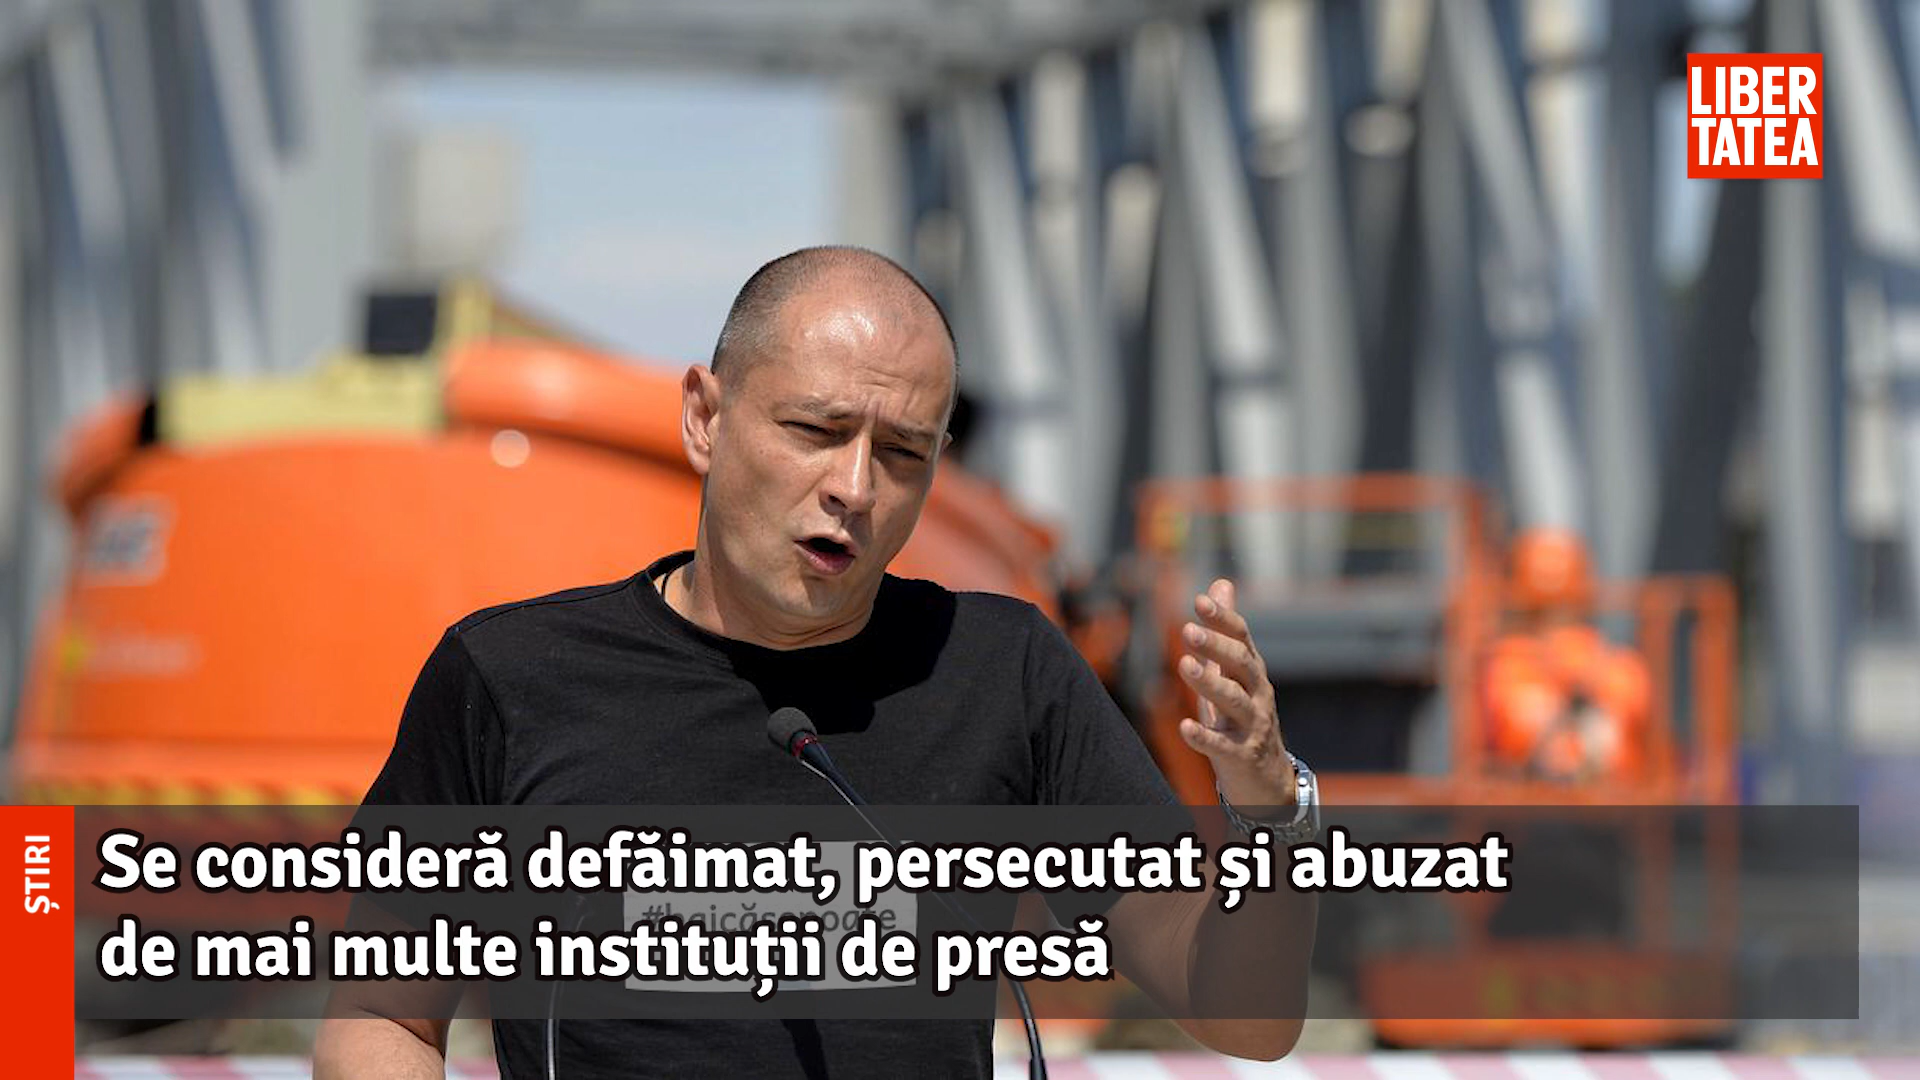 LIBER
TATEA
ȘTIRI
Se consideră defăimat, persecutat și abuzat
de mai multe instituții de presă